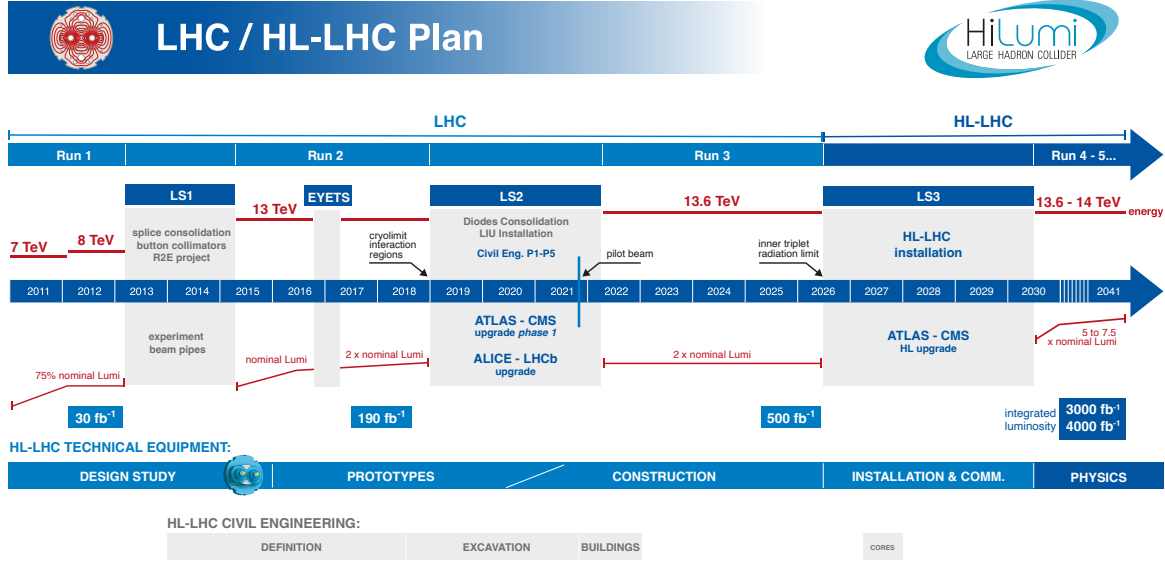 LHC / HL-LHC Plan
HiLumi
LARGE HADRON COLLIDER
LHC
HL-LHC
Run 1
Run 2
Run 3
Run 4 - 5...
LS1
EYETS
LS2
LS3
13 TeV
13.6 TeV
13.6 - 14 TeV
energy
7 TeV
8 TeV
splice consolidation
button collimators
R2E project
cryolimit
interaction
regions
Diodes Consolidation
LIU Installation
Civil Eng. P1-P5
pilot beam
inner triplet
radiation limit
HL-LHC
installation
2011 2012 2013 2014 2015 2016 2017 2018 2019 2020 2021 2022 2023 2024 2025 2026 2027 2028 2029 2030 2041
experiment
beam pipes
ATLAS - CMS
upgrade phase 1
ALICE - LHCb
upgrade
ATLAS - CMS
HL upgrade
5 to 7.5
x nominal Lumi
75% nominal Lumi
nominal Lumi
2 x nominal Lumi
2 x nominal Lumi
30 fb⁻¹
190 fb⁻¹
500 fb⁻¹
integrated
luminosity
3000 fb⁻¹
4000 fb⁻¹
HL-LHC TECHNICAL EQUIPMENT:
DESIGN STUDY
PROTOTYPES
CONSTRUCTION
INSTALLATION & COMM.
PHYSICS
HL-LHC CIVIL ENGINEERING:
DEFINITION
EXCAVATION
BUILDINGS
CORES